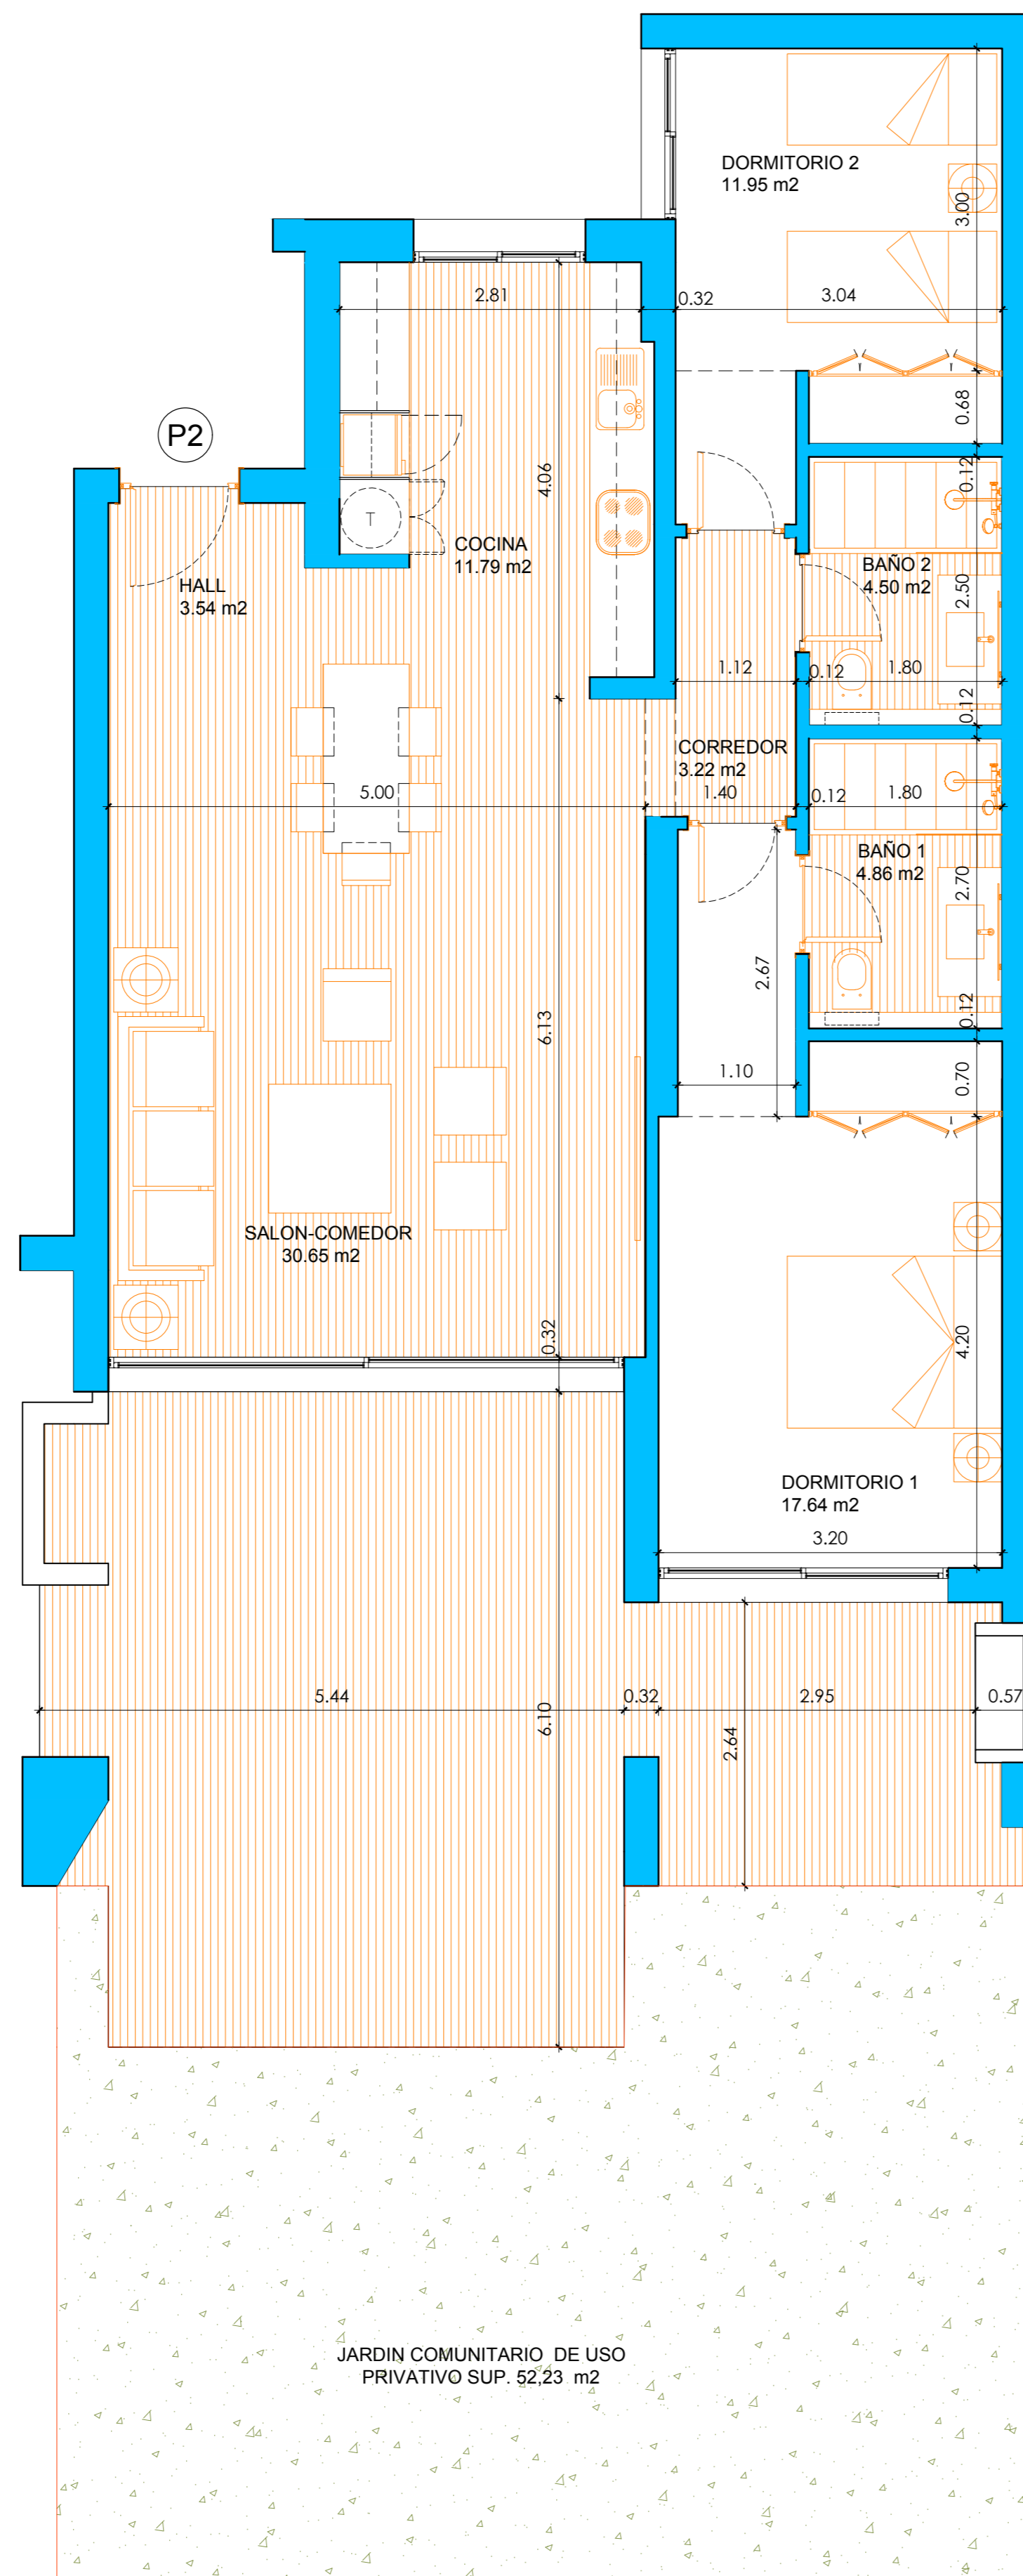 DORMITORIO 2
11.95 m2
3.00
2.81
0.32
3.04
0.68
P2
0.12
4.06
T
COCINA
11.79 m2
HALL
3.54 m2
BAÑO 2
4.50 m2
2.50
1.12
0.12
1.80
0.12
CORREDOR
3.22 m2
5.00
1.40
0.12
1.80
BAÑO 1
4.86 m2
2.70
2.67
0.12
6.13
1.10
0.70
SALON-COMEDOR
30.65 m2
0.32
4.20
DORMITORIO 1
17.64 m2
3.20
5.44
0.32
2.95
0.57
6.10
2.64
JARDIN COMUNITARIO DE USO
PRIVATIVO SUP. 52,23 m2